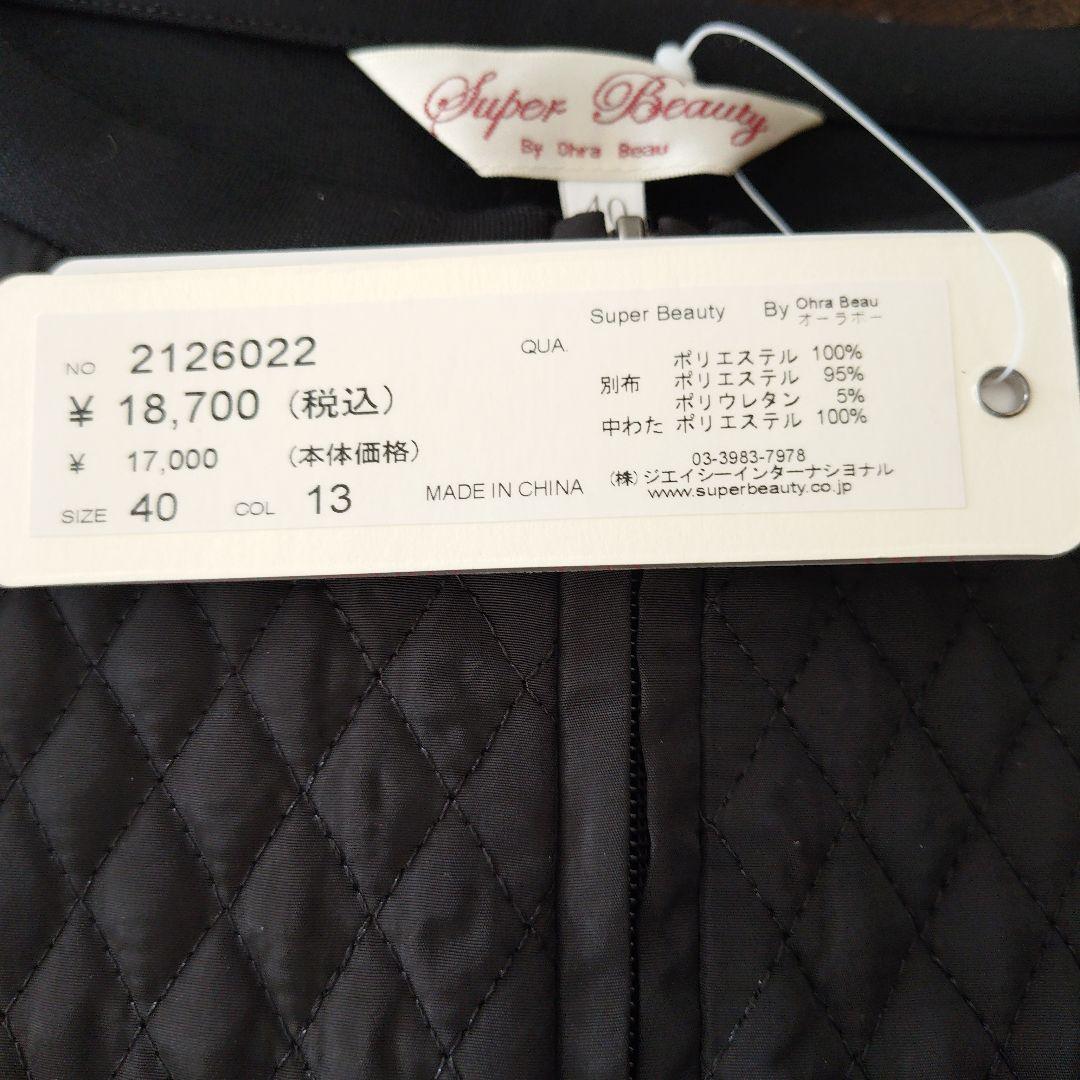 Super Beauty
By Ohra Beau
40
NO 2126022
¥ 18,700 (税込)
¥ 17,000 (本体価格)
SIZE 40 COL 13
QUA.
MADE IN CHINA
Super Beauty By Ohra Beau
オーラボー
ポリエステル 100%
別布 ポリエステル 95%
ポリウレタン 5%
中わた ポリエステル 100%
03-3983-7978
(株)ジエイシーインターナシヨナル
www.superbeauty.co.jp